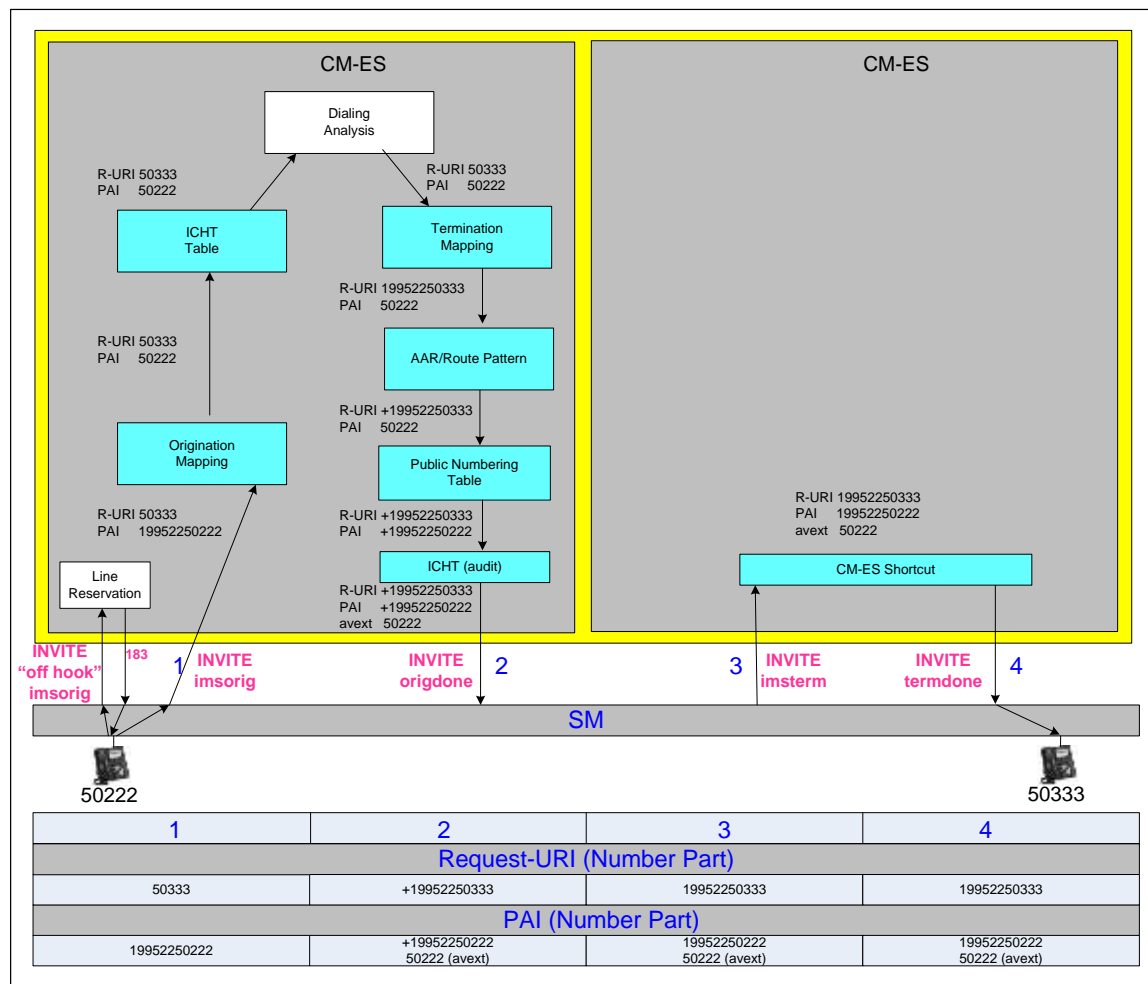 CM-ES
Dialing
Analysis
R-URI 50333
PAI 50222
R-URI 50333
PAI 50222
ICHT
Table
Termination
Mapping
R-URI 19952250333
PAI 50222
R-URI 50333
PAI 50222
AAR/Route Pattern
R-URI +19952250333
PAI 50222
Origination
Mapping
Public Numbering
Table
R-URI 50333
PAI 19952250222
R-URI +19952250333
PAI +19952250222
Line
Reservation
ICHT (audit)
R-URI +19952250333
PAI +19952250222
avext 50222
CM-ES
R-URI 19952250333
PAI 19952250222
avext 50222
CM-ES Shortcut
INVITE
“off hook”
imsorig
183
1
INVITE
imsorig
INVITE
origdone
2
3
INVITE
imsterm
INVITE
termdone
4
SM
50222
50333
1 2 3 4
Request-URI (Number Part)
50333 +19952250333 19952250333 19952250333
PAI (Number Part)
19952250222 +19952250222 19952250222 19952250222
50222 (avext) 50222 (avext) 50222 (avext)